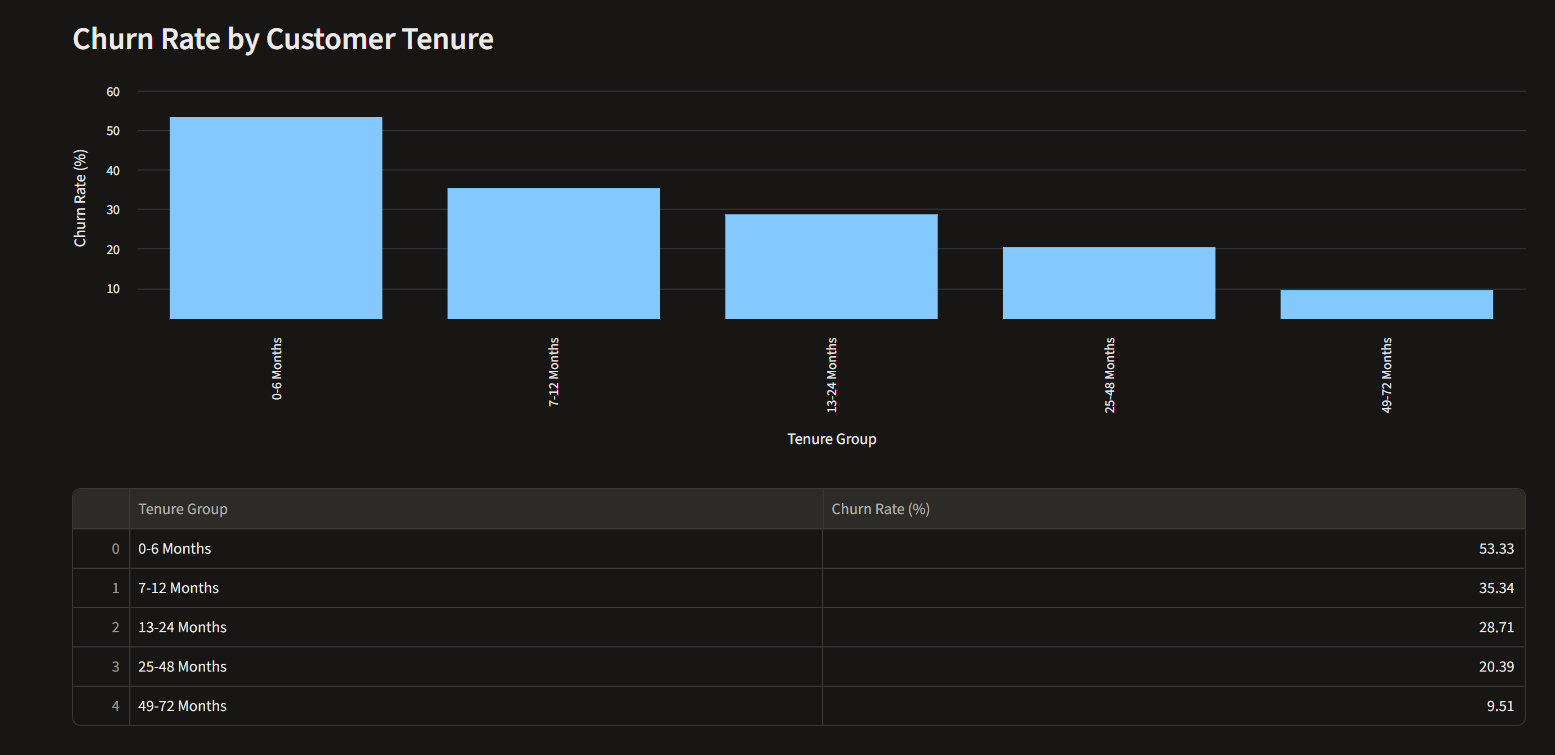 Churn Rate by Customer Tenure
60
50
40
30
20
10
Churn Rate (%)
0-6 Months
7-12 Months
13-24 Months
25-48 Months
49-72 Months
Tenure Group
Tenure Group Churn Rate (%)
0 0-6 Months 53.33
1 7-12 Months 35.34
2 13-24 Months 28.71
3 25-48 Months 20.39
4 49-72 Months 9.51